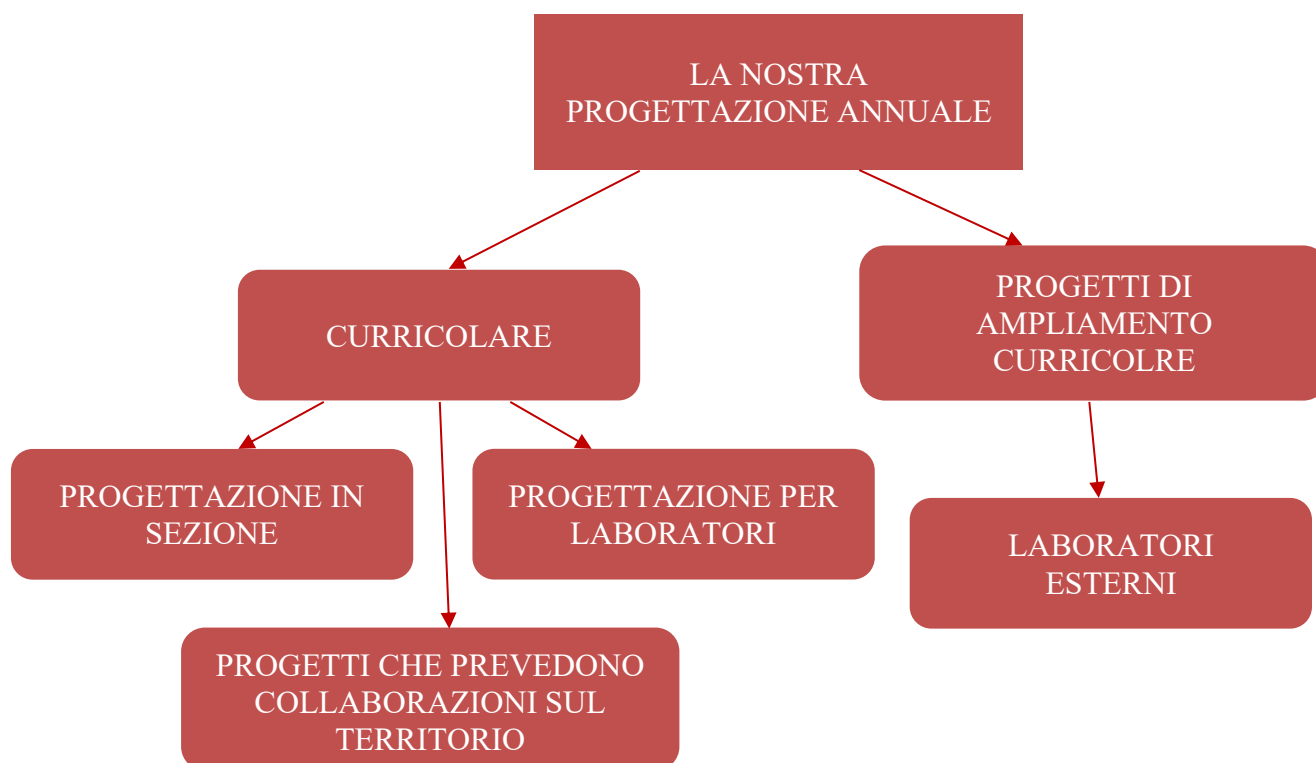 LA NOSTRA
PROGETTAZIONE ANNUALE
CURRICOLARE
PROGETTI DI
AMPLIAMENTO
CURRICOLRE
PROGETTAZIONE IN
SEZIONE
PROGETTAZIONE PER
LABORATORI
LABORATORI
ESTERNI
PROGETTI CHE PREVEDONO
COLLABORAZIONI SUL
TERRITORIO